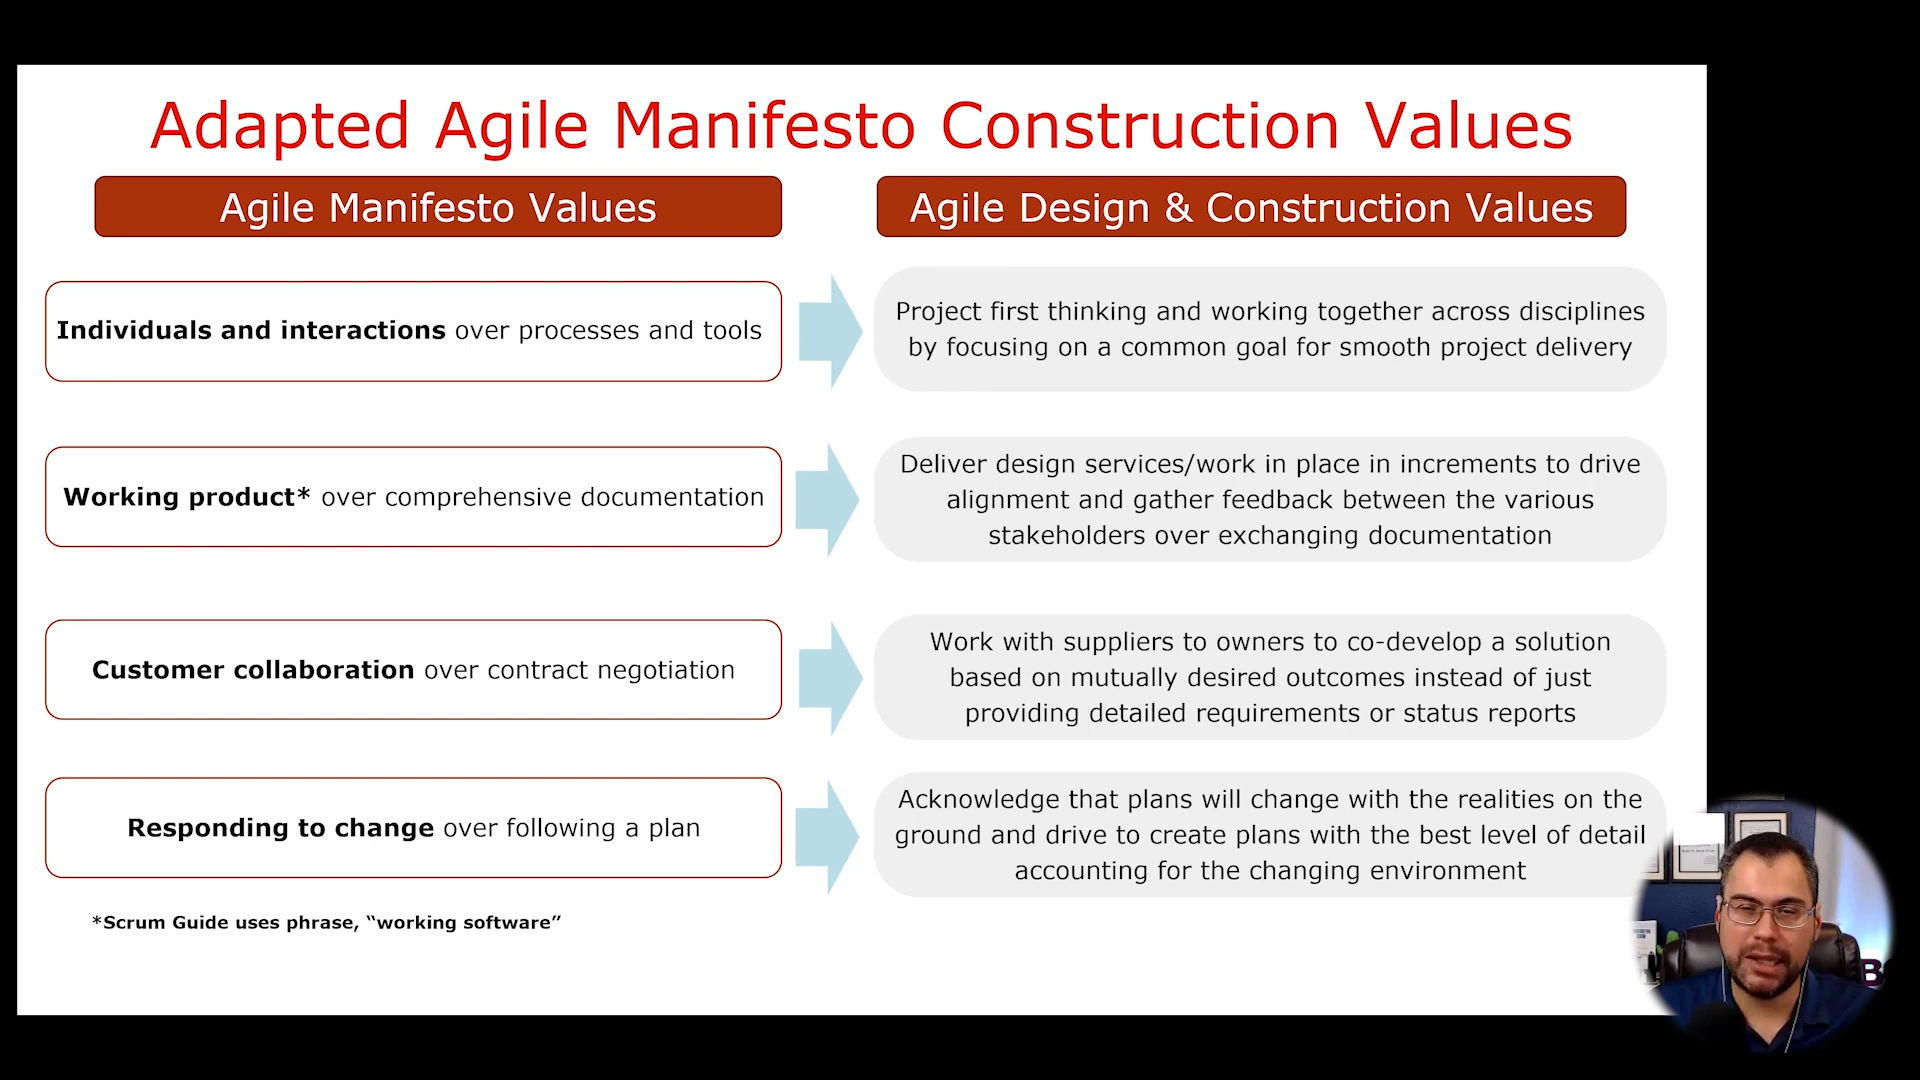 Adapted Agile Manifesto Construction Values
Agile Manifesto Values
Agile Design & Construction Values
Individuals and interactions over processes and tools
Project first thinking and working together across disciplines
by focusing on a common goal for smooth project delivery
Working product* over comprehensive documentation
Deliver design services/work in place in increments to drive
alignment and gather feedback between the various
stakeholders over exchanging documentation
Customer collaboration over contract negotiation
Work with suppliers to owners to co-develop a solution
based on mutually desired outcomes instead of just
providing detailed requirements or status reports
Responding to change over following a plan
Acknowledge that plans will change with the realities on the
ground and drive to create plans with the best level of detail
accounting for the changing environment
*Scrum Guide uses phrase, “working software”